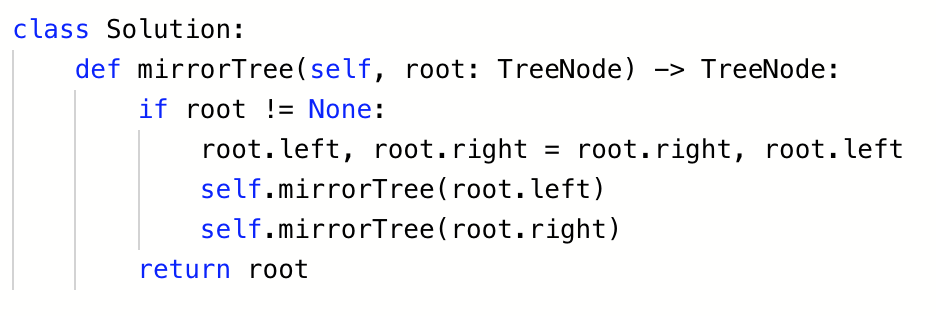 class Solution:
    def mirrorTree(self, root: TreeNode) -> TreeNode:
        if root != None:
            root.left, root.right = root.right, root.left
            self.mirrorTree(root.left)
            self.mirrorTree(root.right)
        return root